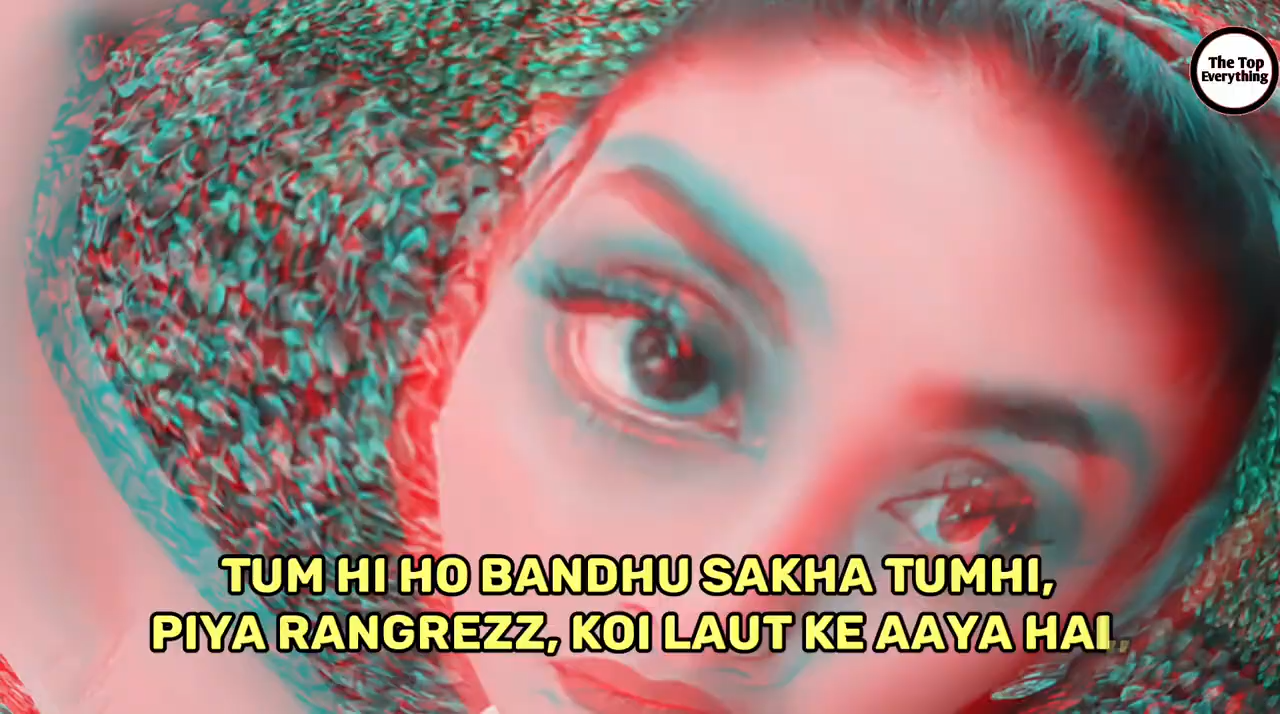 The Top
Everything
TUM HI HO BANDHU SAKHA TUMHI,
PIYA RANGREZZ, KOI LAUT KE AAYA HAI,